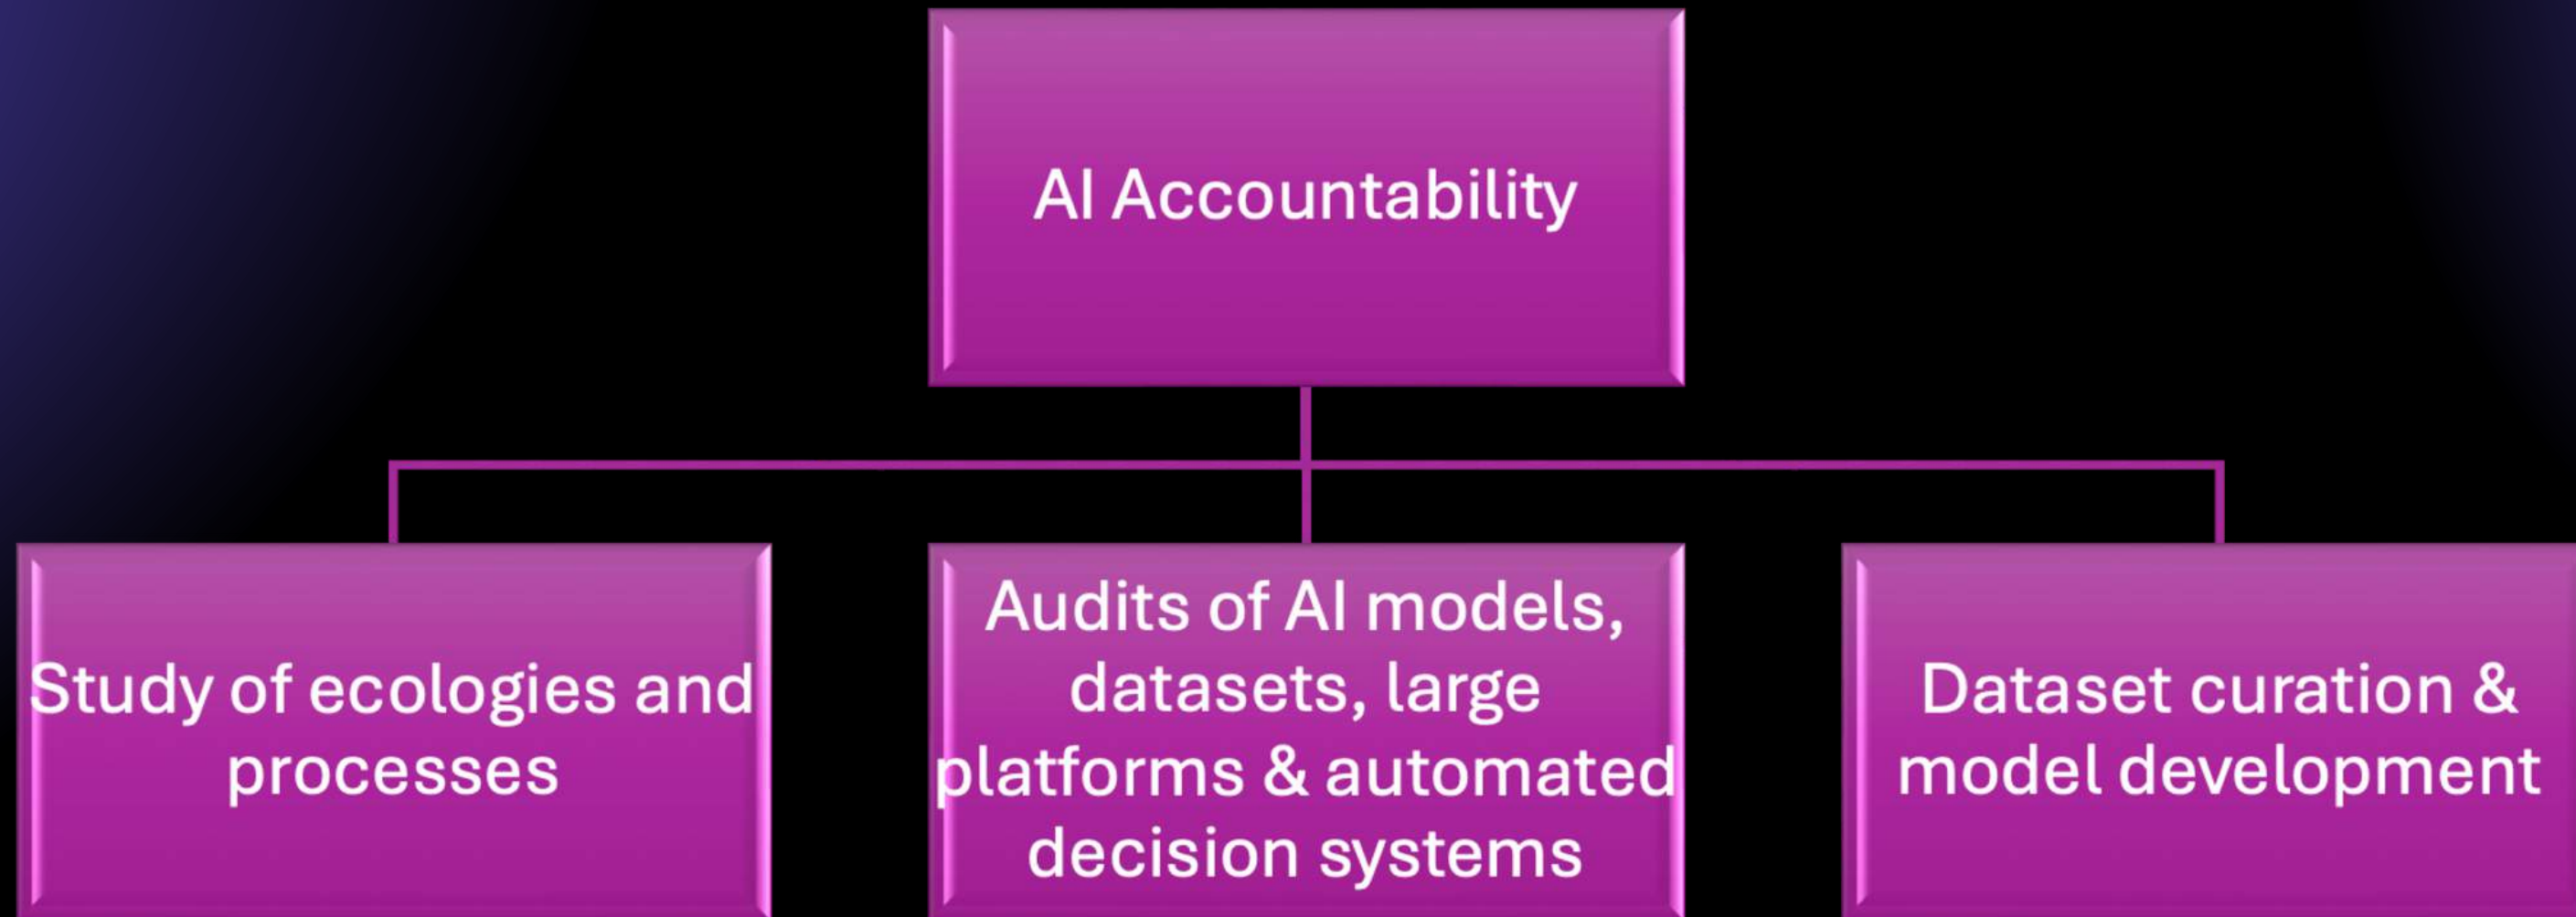 AI Accountability
Study of ecologies and
processes
Audits of AI models,
datasets, large
platforms & automated
decision systems
Dataset curation &
model development